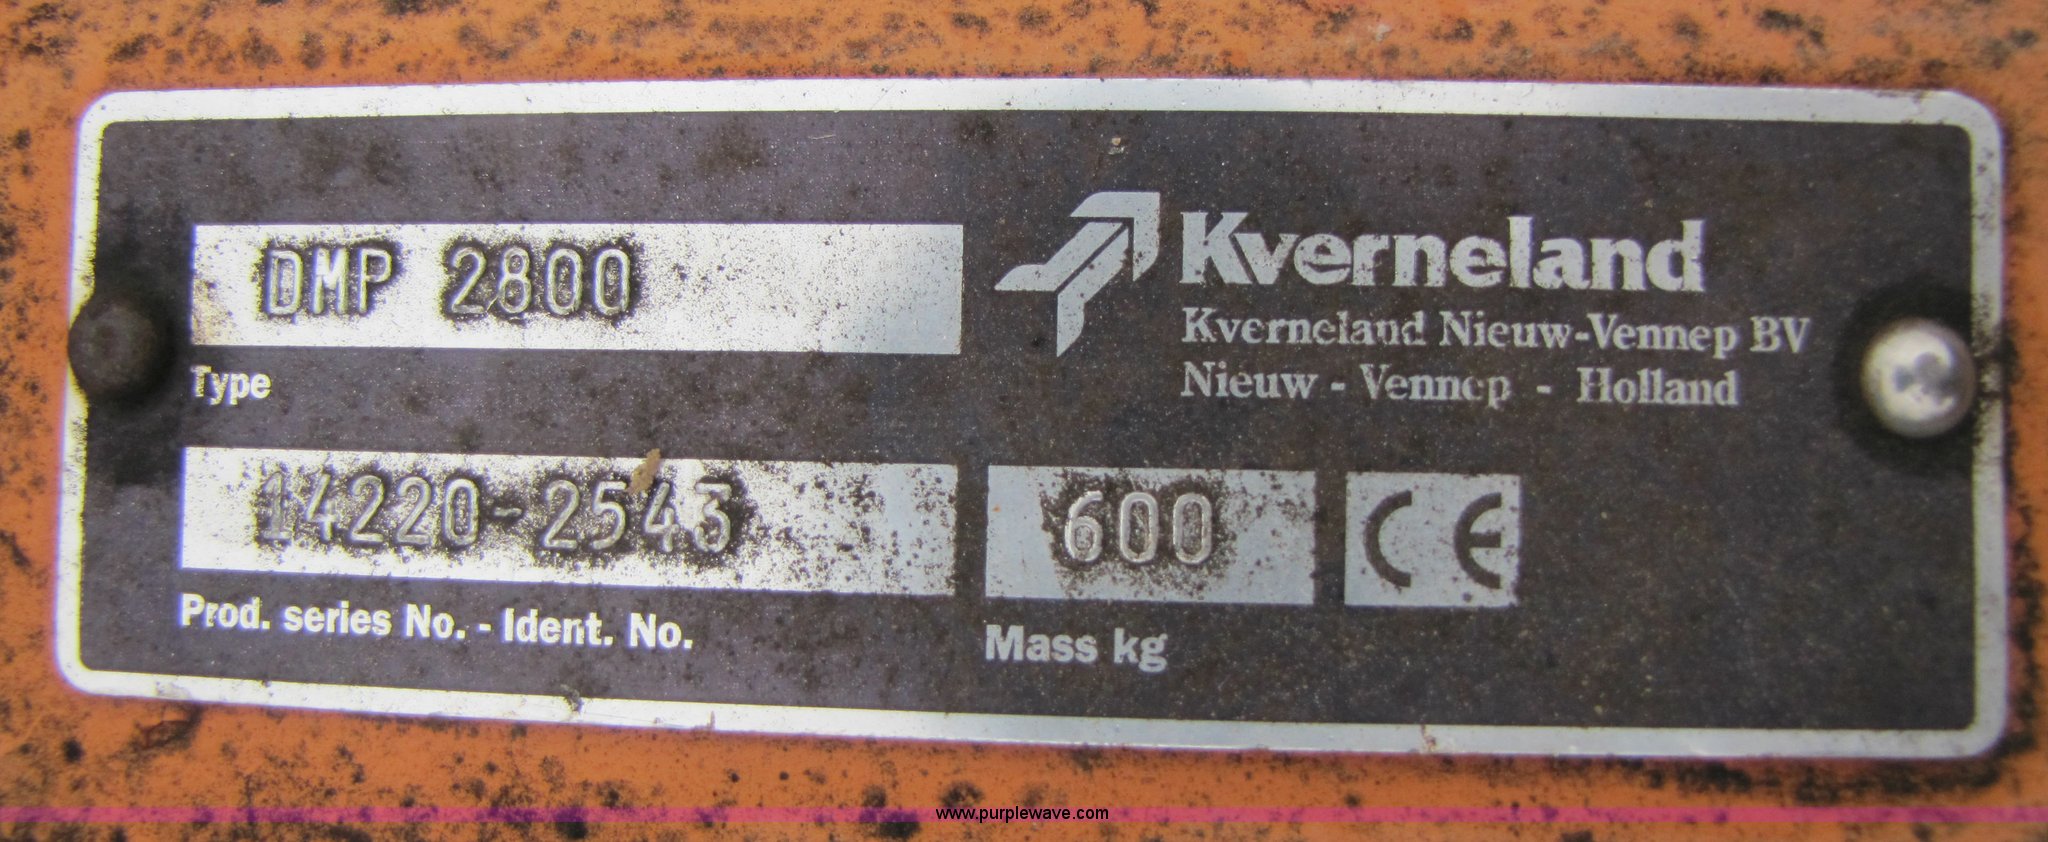 DMP 2800
Type
Kverneland
Kverneland Nieuw-Vennep BV
Nieuw - Vennep - Holland
14220-2543
600
CE
Prod. series No. - Ident. No.
Mass kg
www.purplewave.com